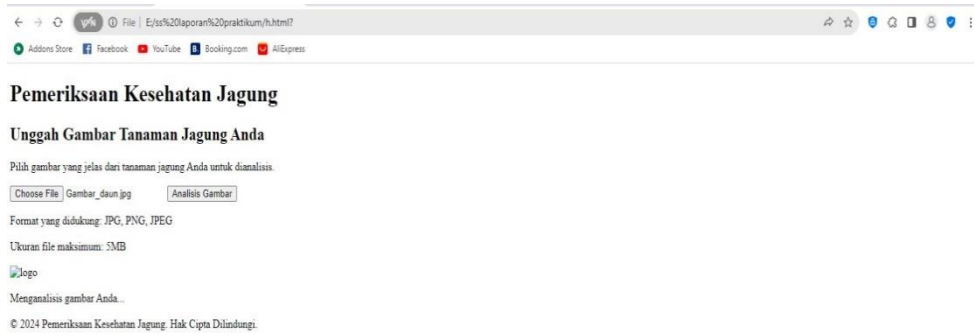 VPN File | E:/ss%20laporan%20praktikum/h.html?
Addons Store Facebook YouTube B Booking.com AliExpress
Pemeriksaan Kesehatan Jagung
Unggah Gambar Tanaman Jagung Anda
Pilih gambar yang jelas dari tanaman jagung Anda untuk dianalisis.
Choose File Gambar_daun.jpg Analisis Gambar
Format yang didukung: JPG, PNG, JPEG
Ukuran file maksimum: 5MB
logo
Menganalisis gambar Anda...
© 2024 Pemeriksaan Kesehatan Jagung. Hak Cipta Dilindungi.